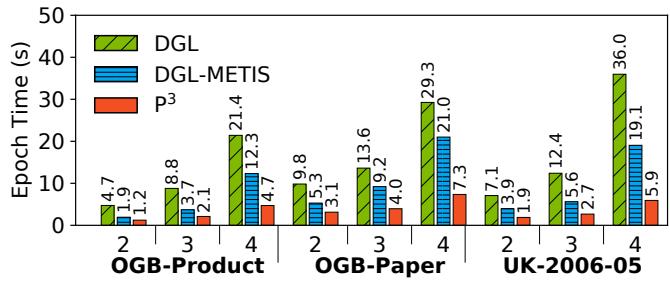 50
40
30
20
10
0
Epoch Time (s)
DGL
DGL-METIS
P³
4.7 1.9 1.2 8.8 3.7 2.1 21.4 12.3 4.7 9.8 5.3 3.1 13.6 9.2 4.0 29.3 21.0 7.3 7.1 3.9 1.9 12.4 5.6 2.7 36.0 19.1 5.9
2 3 4 2 3 4 2 3 4
OGB-Product OGB-Paper UK-2006-05